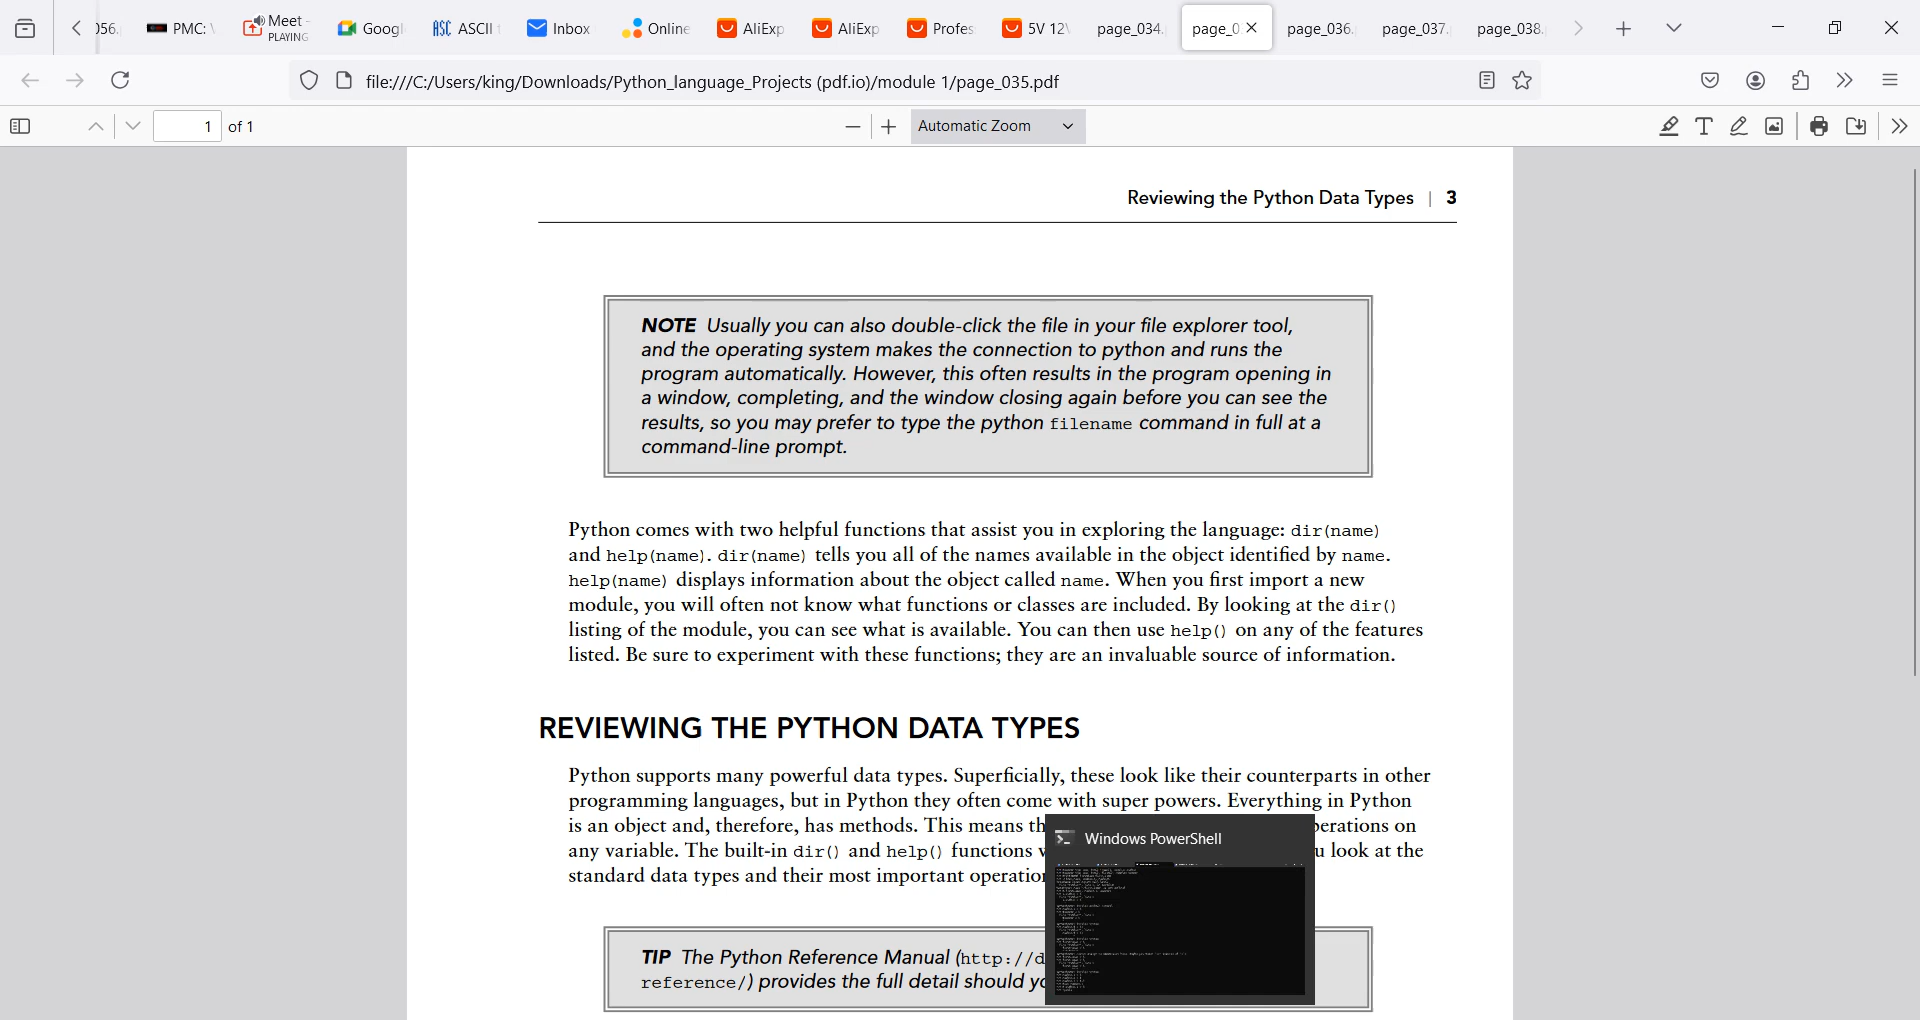 056.
PMC: \
Meet
PLAYING
Googl
ASC ASCII t
Inbox
Online
AliExp
AliExp
Profes
5V 12\
page_034.
page_0
page_036.
page_037.
page_038.
file:///C:/Users/king/Downloads/Python_language_Projects (pdf.io)/module 1/page_035.pdf
1 of 1
Automatic Zoom
Reviewing the Python Data Types | 3
NOTE Usually you can also double-click the file in your file explorer tool,
and the operating system makes the connection to python and runs the
program automatically. However, this often results in the program opening in
a window, completing, and the window closing again before you can see the
results, so you may prefer to type the python filename command in full at a
command-line prompt.
Python comes with two helpful functions that assist you in exploring the language: dir(name)
and help(name). dir(name) tells you all of the names available in the object identified by name.
help(name) displays information about the object called name. When you first import a new
module, you will often not know what functions or classes are included. By looking at the dir()
listing of the module, you can see what is available. You can then use help() on any of the features
listed. Be sure to experiment with these functions; they are an invaluable source of information.
REVIEWING THE PYTHON DATA TYPES
Python supports many powerful data types. Superficially, these look like their counterparts in other
programming languages, but in Python they often come with super powers. Everything in Python
is an object and, therefore, has methods. This means th perations on
any variable. The built-in dir() and help() functions v u look at the
standard data types and their most important operation
Windows PowerShell
TIP The Python Reference Manual (http://d
reference/) provides the full detail should yo